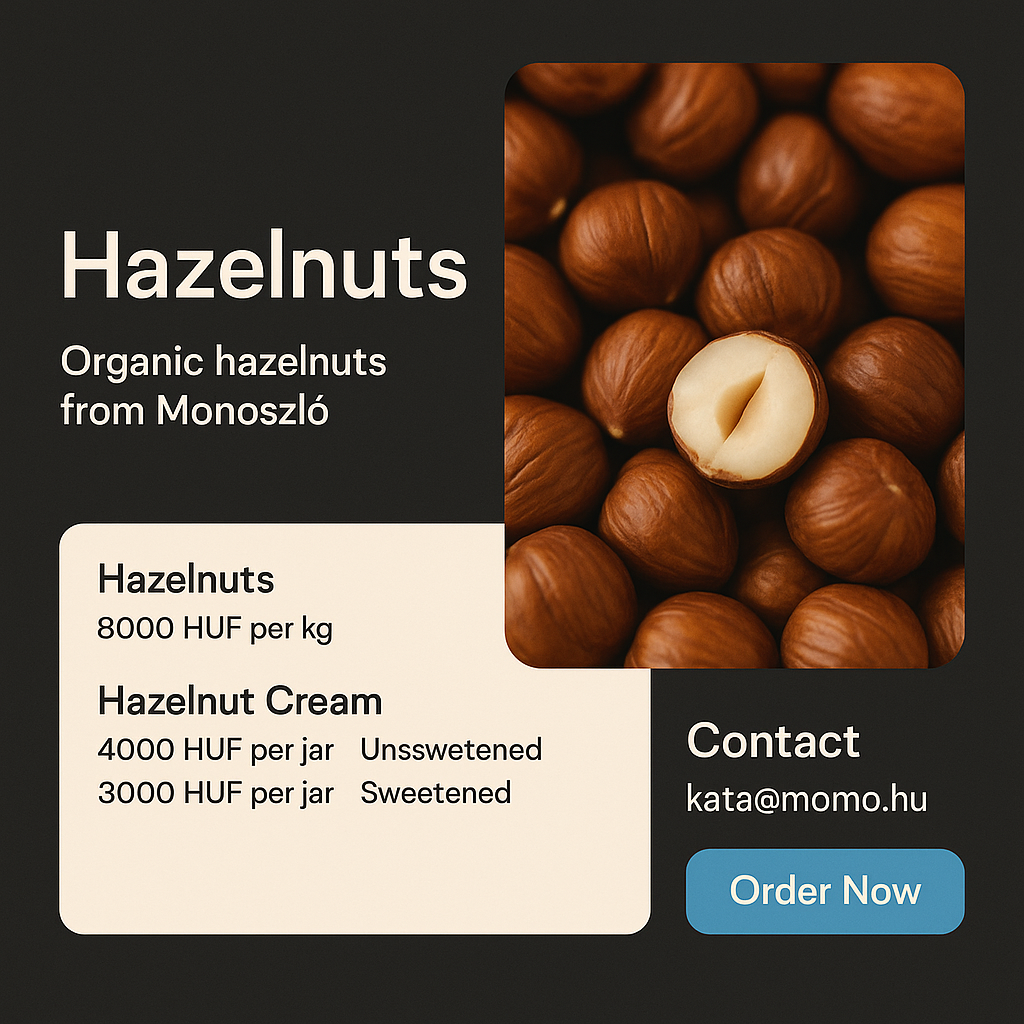 Hazelnuts
Organic hazelnuts
from Monoszló
Hazelnuts
8000 HUF per kg
Hazelnut Cream
4000 HUF per jar Unsswetened
3000 HUF per jar Sweetened
Contact
kata@momo.hu
Order Now